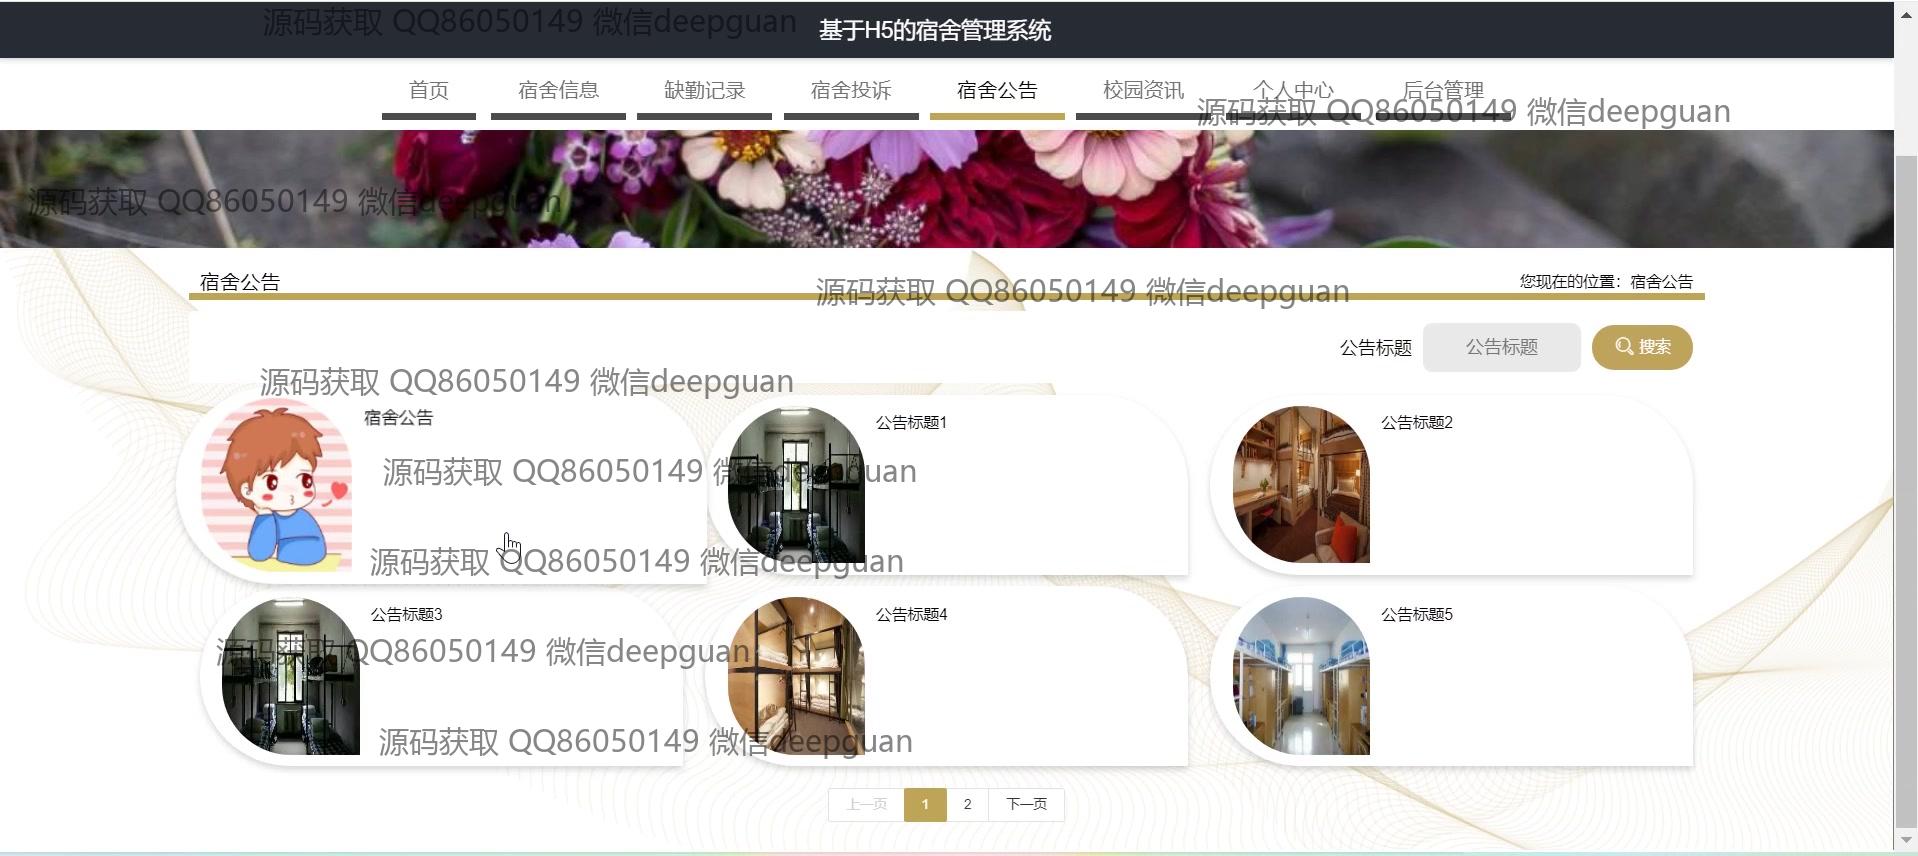 源码获取 QQ86050149 微信deepguan
基于H5的宿舍管理系统
首页 宿舍信息 缺勤记录 宿舍投诉 宿舍公告 校园资讯 个人中心 后台管理
源码获取 QQ86050149 微信deepguan
源码获取 QQ86050149 微信deepguan
宿舍公告
您现在的位置：宿舍公告
源码获取 QQ86050149 微信deepguan
公告标题 公告标题 搜索
源码获取 QQ86050149 微信deepguan
宿舍公告
公告标题1
公告标题2
源码获取 QQ86050149 微信deepguan
源码获取 QQ86050149 微信deepguan
公告标题3
公告标题4
公告标题5
源码获取 QQ86050149 微信deepguan
源码获取 QQ86050149 微信deepguan
上一页 1 2 下一页